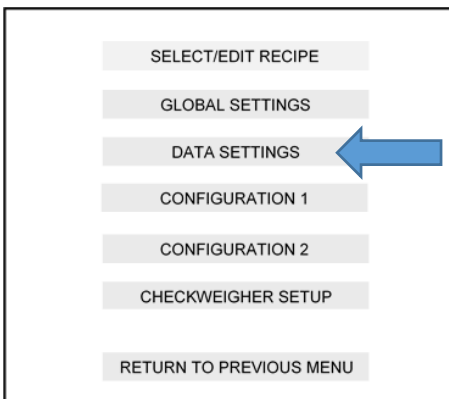 SELECT/EDIT RECIPE
GLOBAL SETTINGS
DATA SETTINGS
CONFIGURATION 1
CONFIGURATION 2
CHECKWEIGHER SETUP
RETURN TO PREVIOUS MENU